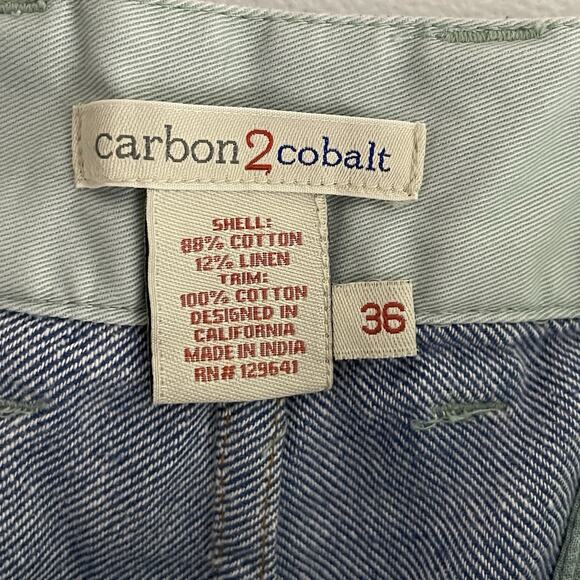 carbon2cobalt
SHELL:
88% COTTON
12% LINEN
TRIM:
100% COTTON
DESIGNED IN
CALIFORNIA
MADE IN INDIA
RN# 129641
36